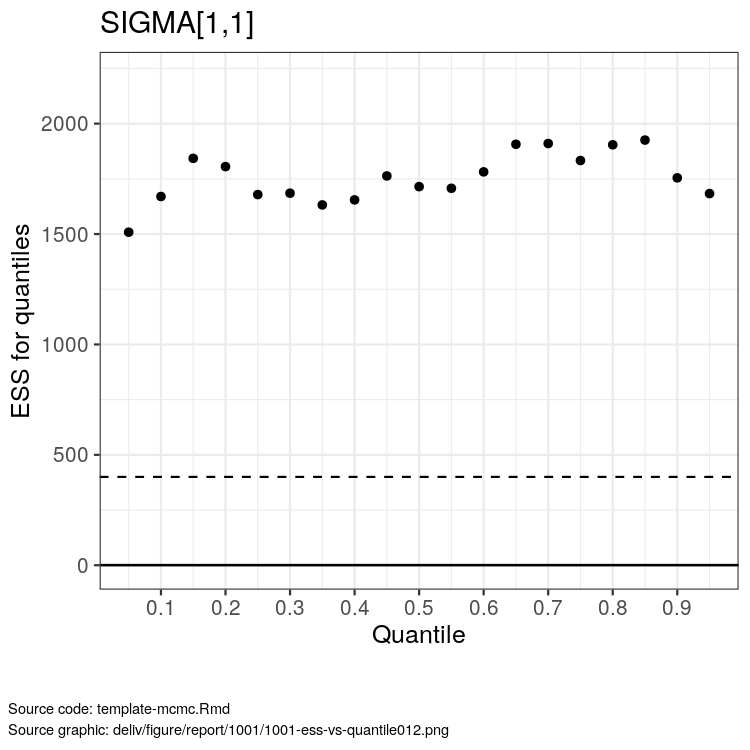 SIGMA[1,1]
ESS for quantiles
2000
1500
1000
500
0
0.1 0.2 0.3 0.4 0.5 0.6 0.7 0.8 0.9
Quantile
Source code: template-mcmc.Rmd
Source graphic: deliv/figure/report/1001/1001-ess-vs-quantile012.png